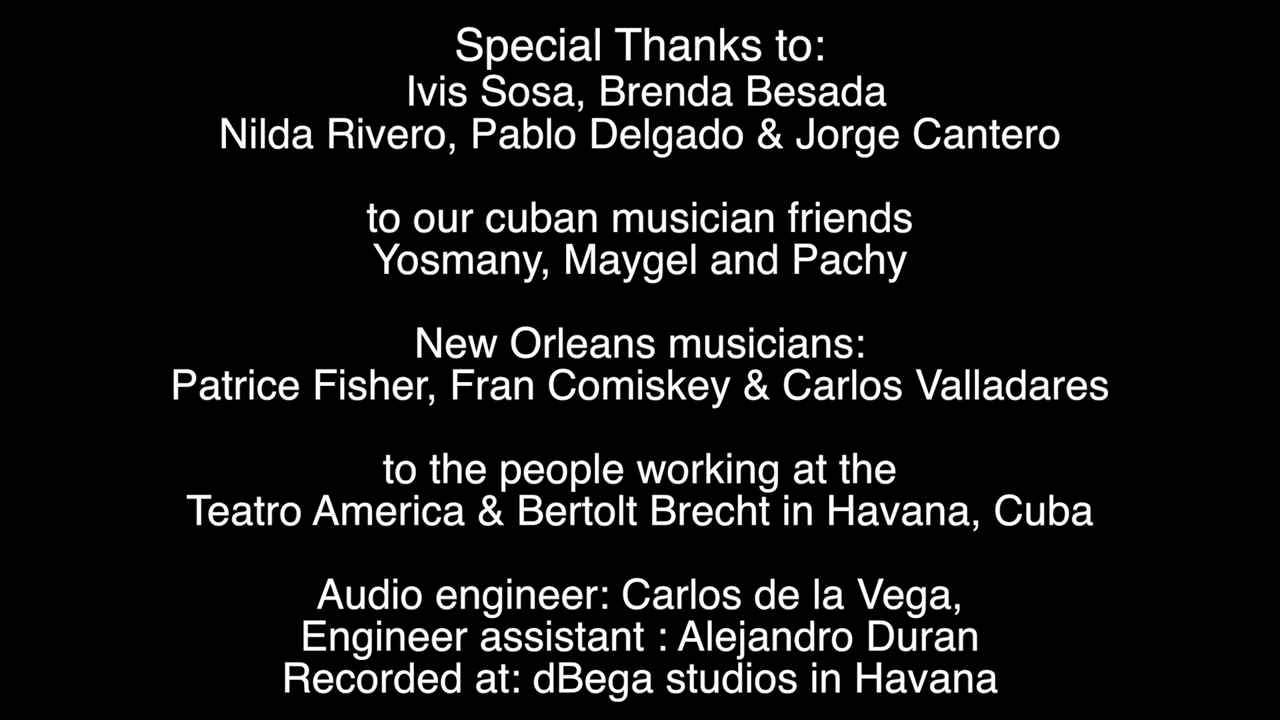 Special Thanks to:
Ivis Sosa, Brenda Besada
Nilda Rivero, Pablo Delgado & Jorge Cantero
to our cuban musician friends
Yosmany, Maygel and Pachy
New Orleans musicians:
Patrice Fisher, Fran Comiskey & Carlos Valladares
to the people working at the
Teatro America & Bertolt Brecht in Havana, Cuba
Audio engineer: Carlos de la Vega,
Engineer assistant : Alejandro Duran
Recorded at: dBega studios in Havana